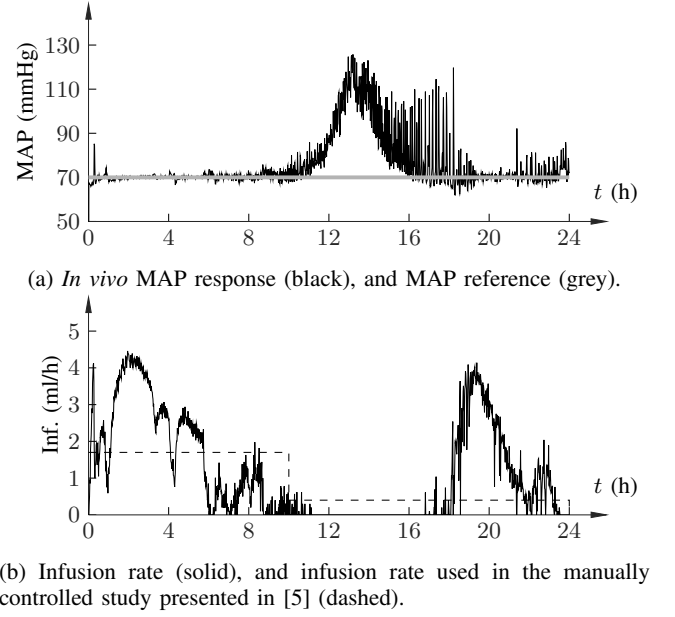 MAP (mmHg)
130
110
90
70
50
t (h)
0 4 8 12 16 20 24
(a) In vivo MAP response (black), and MAP reference (grey).
Inf. (ml/h)
5
4
3
2
1
0
t (h)
0 4 8 12 16 20 24
(b) Infusion rate (solid), and infusion rate used in the manually
controlled study presented in [5] (dashed).